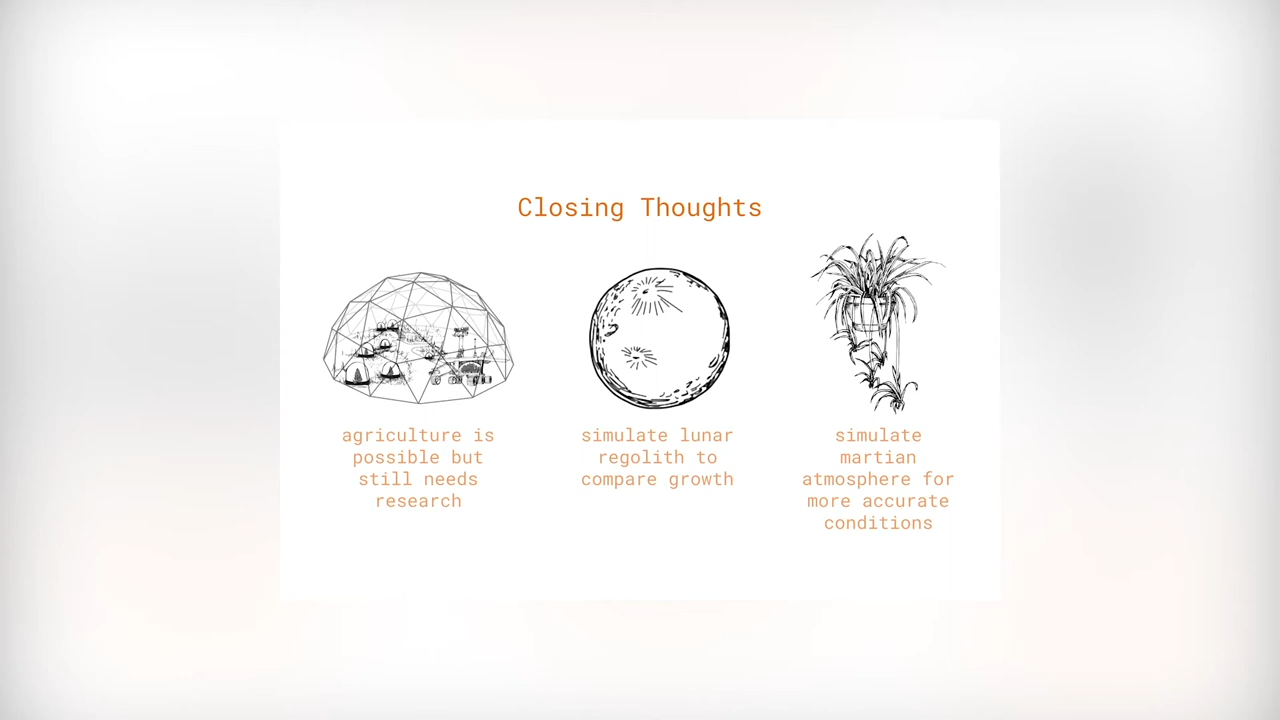 Closing Thoughts
agriculture is
possible but
still needs
research
simulate lunar
regolith to
compare growth
simulate
martian
atmosphere for
more accurate
conditions